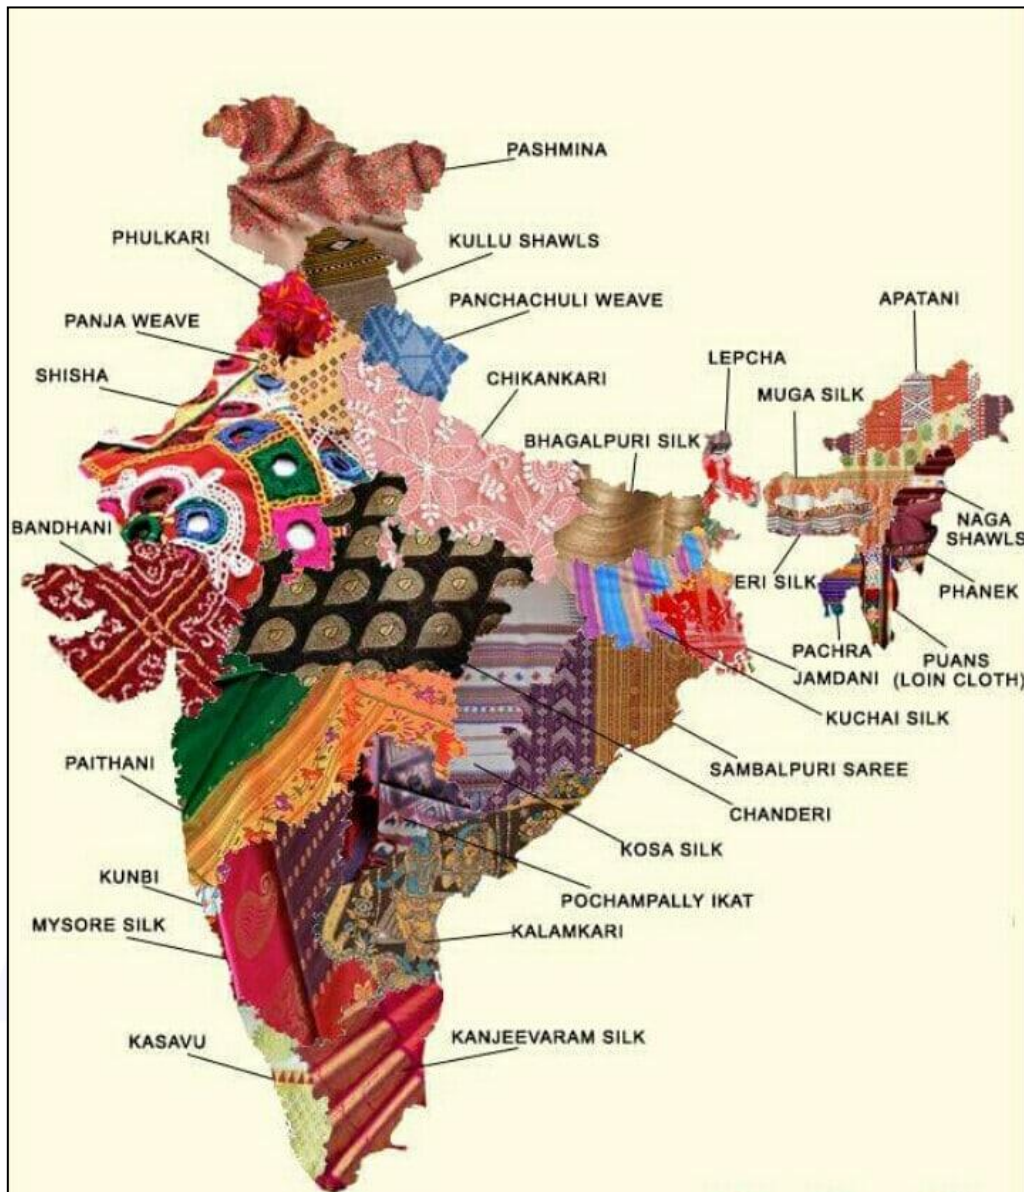 PASHMINA
PHULKARI
KULLU SHAWLS
PANJA WEAVE
PANCHACHULI WEAVE
APATANI
SHISHA
CHIKANKARI
LEPCHA
MUGA SILK
BHAGALPURI SILK
BANDHANI
NAGA
SHAWLS
ERI SILK
PHANEK
PACHRA
PUANS
JAMDANI
(LOIN CLOTH)
KUCHAI SILK
PAITHANI
SAMBALPURI SAREE
CHANDERI
KOSA SILK
KUNBI
POCHAMPALLY IKAT
MYSORE SILK
KALAMKARI
KASAVU
KANJEEVARAM SILK